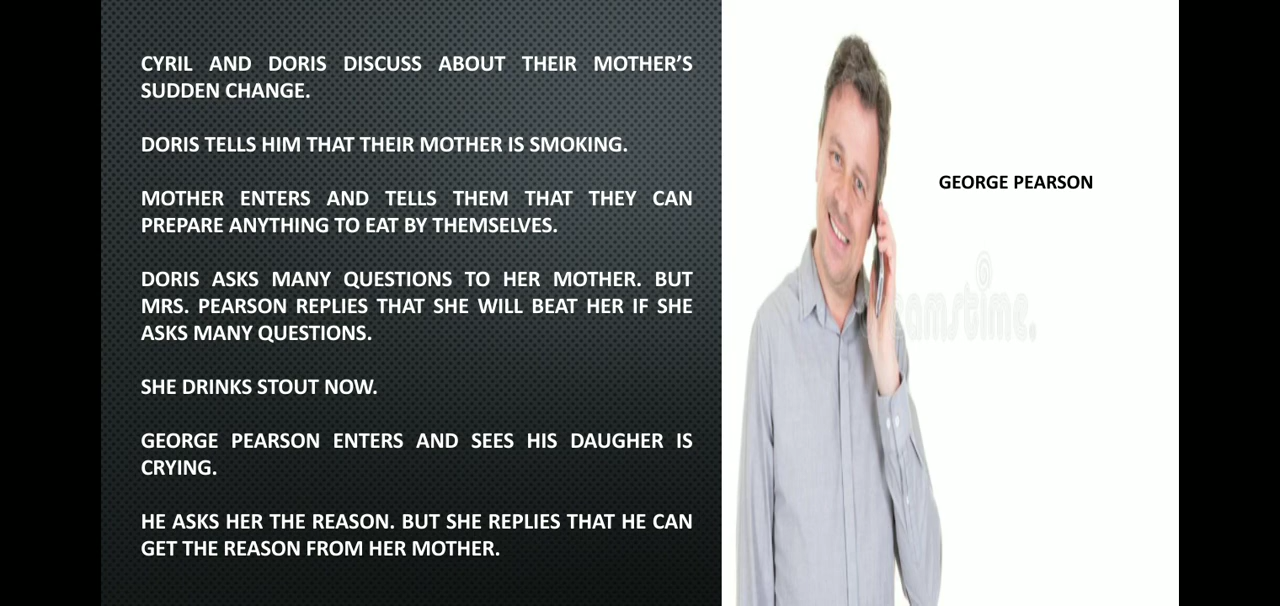 CYRIL AND DORIS DISCUSS ABOUT THEIR MOTHER'S
SUDDEN CHANGE.
DORIS TELLS HIM THAT THEIR MOTHER IS SMOKING.
MOTHER ENTERS AND TELLS THEM THAT THEY CAN
PREPARE ANYTHING TO EAT BY THEMSELVES.
DORIS ASKS MANY QUESTIONS TO HER MOTHER. BUT
MRS. PEARSON REPLIES THAT SHE WILL BEAT HER IF SHE
ASKS MANY QUESTIONS.
SHE DRINKS STOUT NOW.
GEORGE PEARSON ENTERS AND SEES HIS DAUGHER IS
CRYING.
HE ASKS HER THE REASON. BUT SHE REPLIES THAT HE CAN
GET THE REASON FROM HER MOTHER.
GEORGE PEARSON
eamstime.